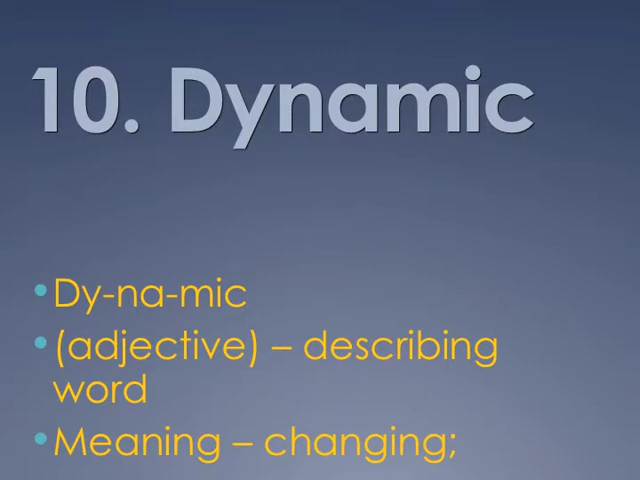 10. Dynamic
•Dy-na-mic
•(adjective) – describing
word
•Meaning – changing;